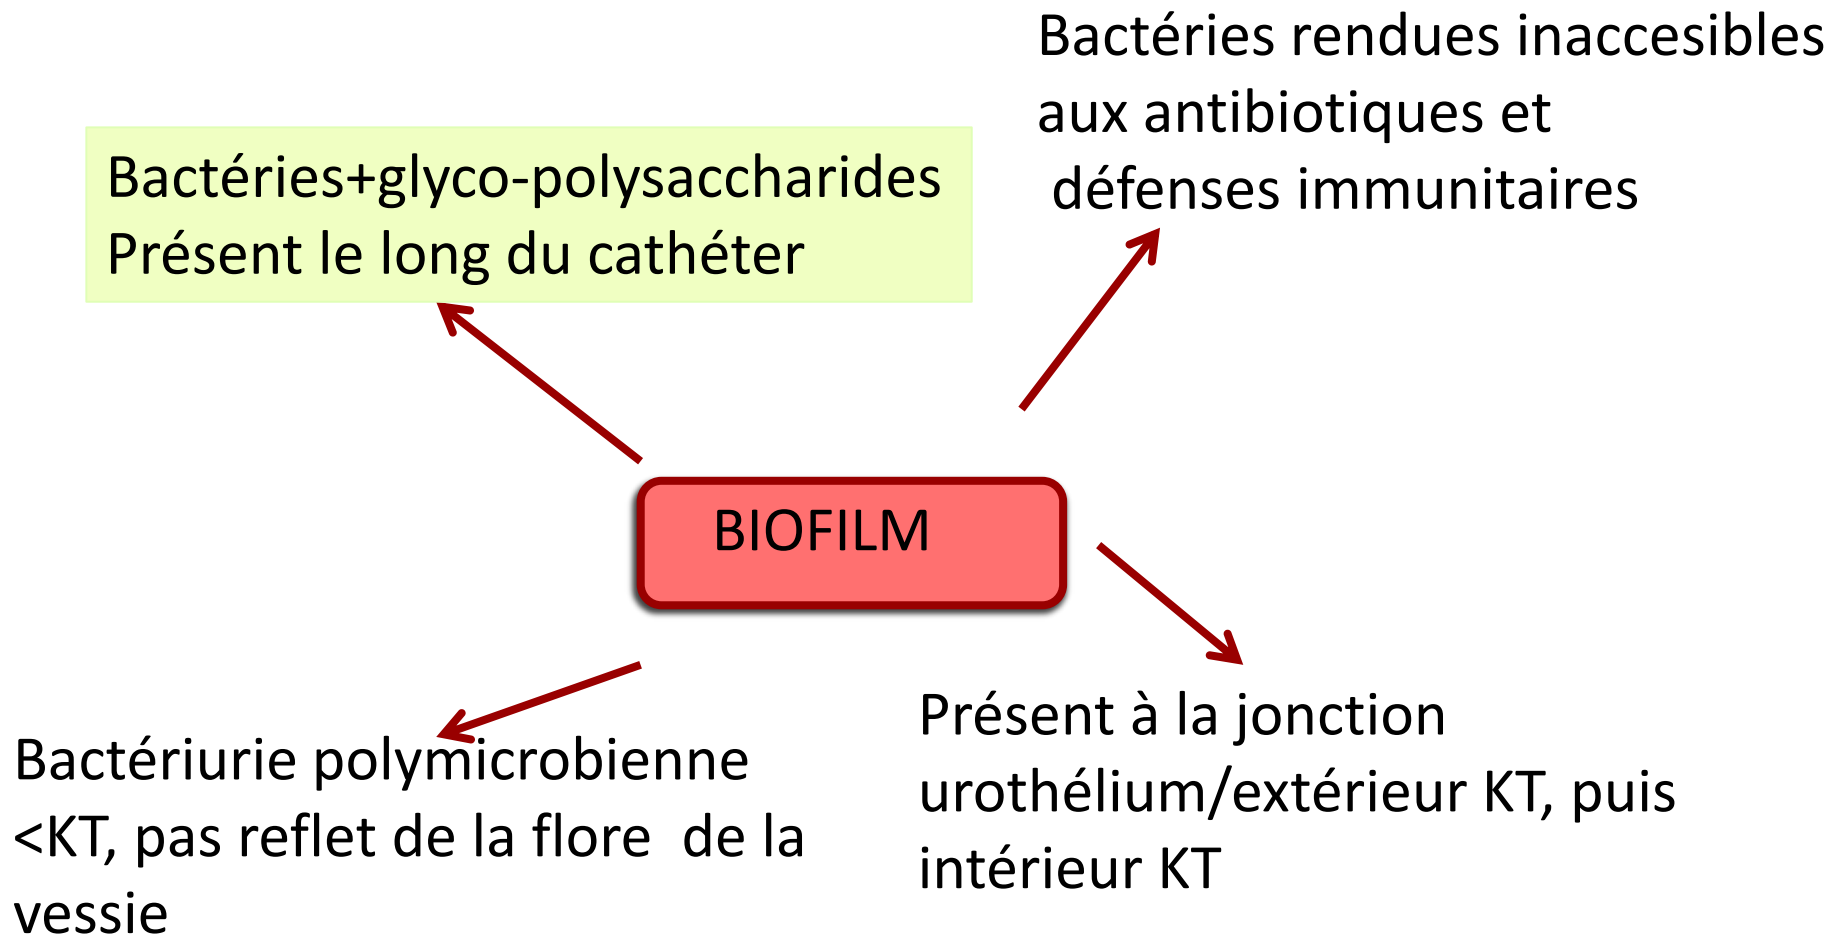 Bactéries rendues inaccesibles
aux antibiotiques et
défenses immunitaires
Bactéries+glyco-polysaccharides
Présent le long du cathéter
BIOFILM
Bactériurie polymicrobienne
<KT, pas reflet de la flore de la
vessie
Présent à la jonction
urothélium/extérieur KT, puis
intérieur KT